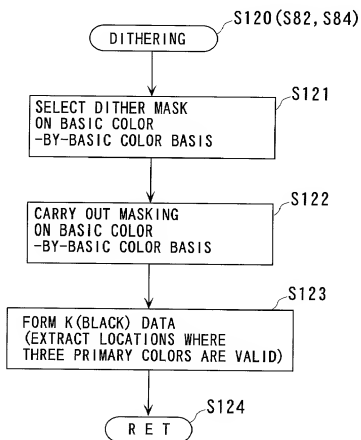 S120(S82,S84)
DITHERING
S121
SELECT DITHER MASK
ON BASIC COLOR
-BY-BASIC COLOR BASIS
S122
CARRY OUT MASKING
ON BASIC COLOR
-BY-BASIC COLOR BASIS
S123
FORM K(BLACK) DATA
(EXTRACT LOCATIONS WHERE
THREE PRIMARY COLORS ARE VALID)
S124
RET